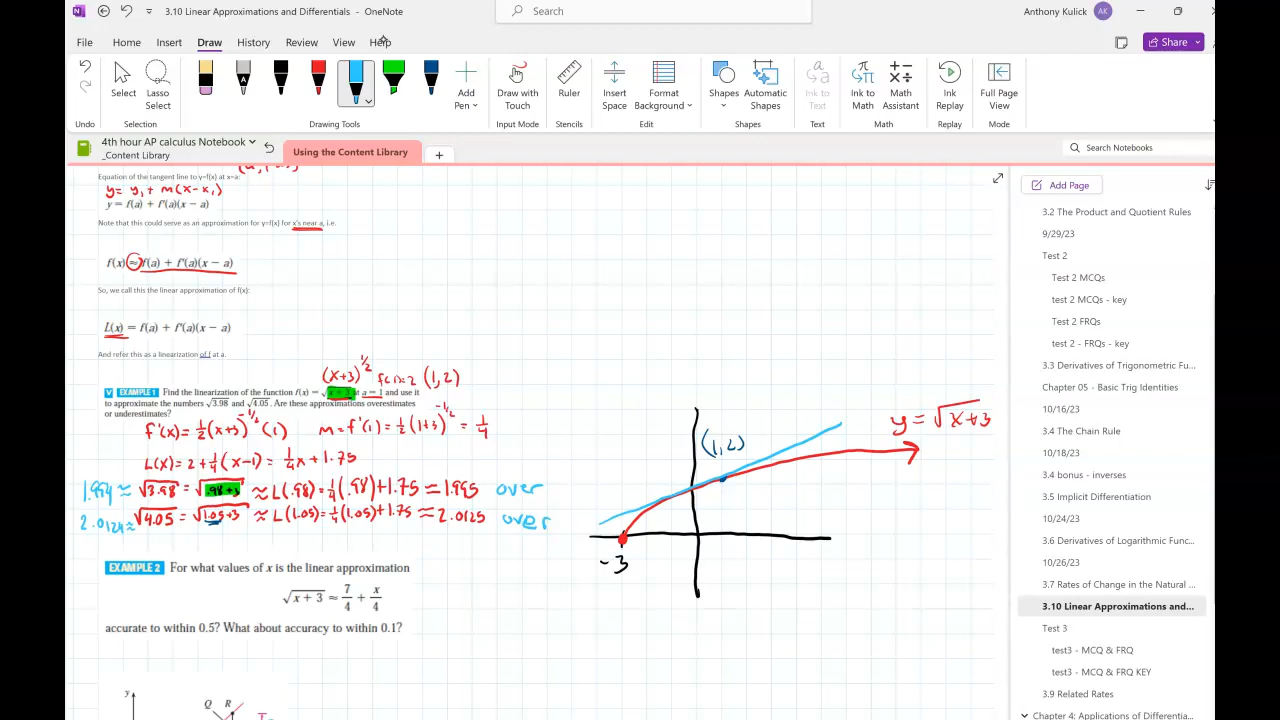 3.10 Linear Approximations and Differentials - OneNote
Search
Anthony Kulick AK
File Home Insert Draw History Review View Help
Share
Undo
Select
Lasso Select
Add Pen
Draw with Touch
Ruler
Insert Space
Format Background
Shapes
Automatic Shapes
Ink to Text
Ink to Math
Math Assistant
Ink Replay
Full Page View
Selection Drawing Tools Input Mode Stencils Edit Shapes Text Math Replay Mode
4th hour AP calculus Notebook
_Content Library
Using the Content Library
+
Search Notebooks
Equation of the tangent line to y=f(x) at x=a:
y = y₁ + m(x-x₁)
y = f(a) + f'(a)(x − a)
Note that this could serve as an approximation for y=f(x) for x's near a, i.e.
f(x) ≈ f(a) + f'(a)(x − a)
So, we call this the linear approximation of f(x):
L(x) = f(a) + f'(a)(x − a)
And refer this as a linearization of f at a.
(x+3)^1/2 f(1)=2 (1,2)
V EXAMPLE 1 Find the linearization of the function f(x) = √x + 3 at a = 1 and use it
to approximate the numbers √3.98 and √4.05. Are these approximations overestimates
or underestimates?
f'(x) = ½(x+3)^-1/2 (1) m = f'(1) = ½(1+3)^-1/2 = ¼
L(x) = 2 + ¼(x-1) = ¼x + 1.75
1.994 ≈ √3.98 = √.98+3 ≈ L(.98) = ¼(.98) + 1.75 = 1.995 over
2.0124 ≈ √4.05 = √1.05+3 ≈ L(1.05) = ¼(1.05) + 1.75 ≈ 2.0125 over
y = √x+3
(1,2)
-3
EXAMPLE 2 For what values of x is the linear approximation
√x + 3 ≈ 7/4 + x/4
accurate to within 0.5? What about accuracy to within 0.1?
y
Q R
Add Page
3.2 The Product and Quotient Rules
9/29/23
Test 2
Test 2 MCQs
test 2 MCQs - key
Test 2 FRQs
test 2 - FRQs - key
3.3 Derivatives of Trigonometric Fu...
Chapter 05 - Basic Trig Identities
10/16/23
3.4 The Chain Rule
10/18/23
3.4 bonus - inverses
3.5 Implicit Differentiation
10/24/23
3.6 Derivatives of Logarithmic Func...
10/26/23
3.7 Rates of Change in the Natural ...
3.10 Linear Approximations and...
Test 3
test3 - MCQ & FRQ
test3 - MCQ & FRQ KEY
3.9 Related Rates
Chapter 4: Applications of Differentia...